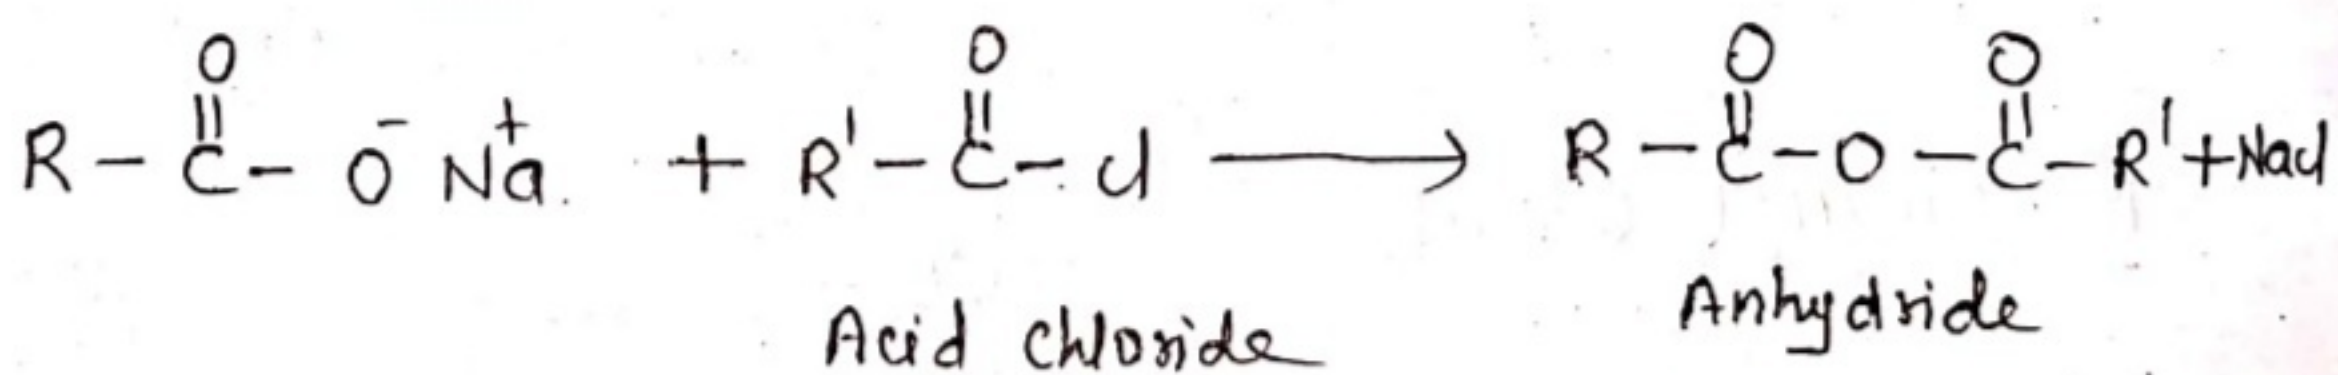 O O O O
R - C - O⁻ Na⁺ + R' - C - Cl ⟶ R - C - O - C - R' + NaCl
Acid chloride Anhydride